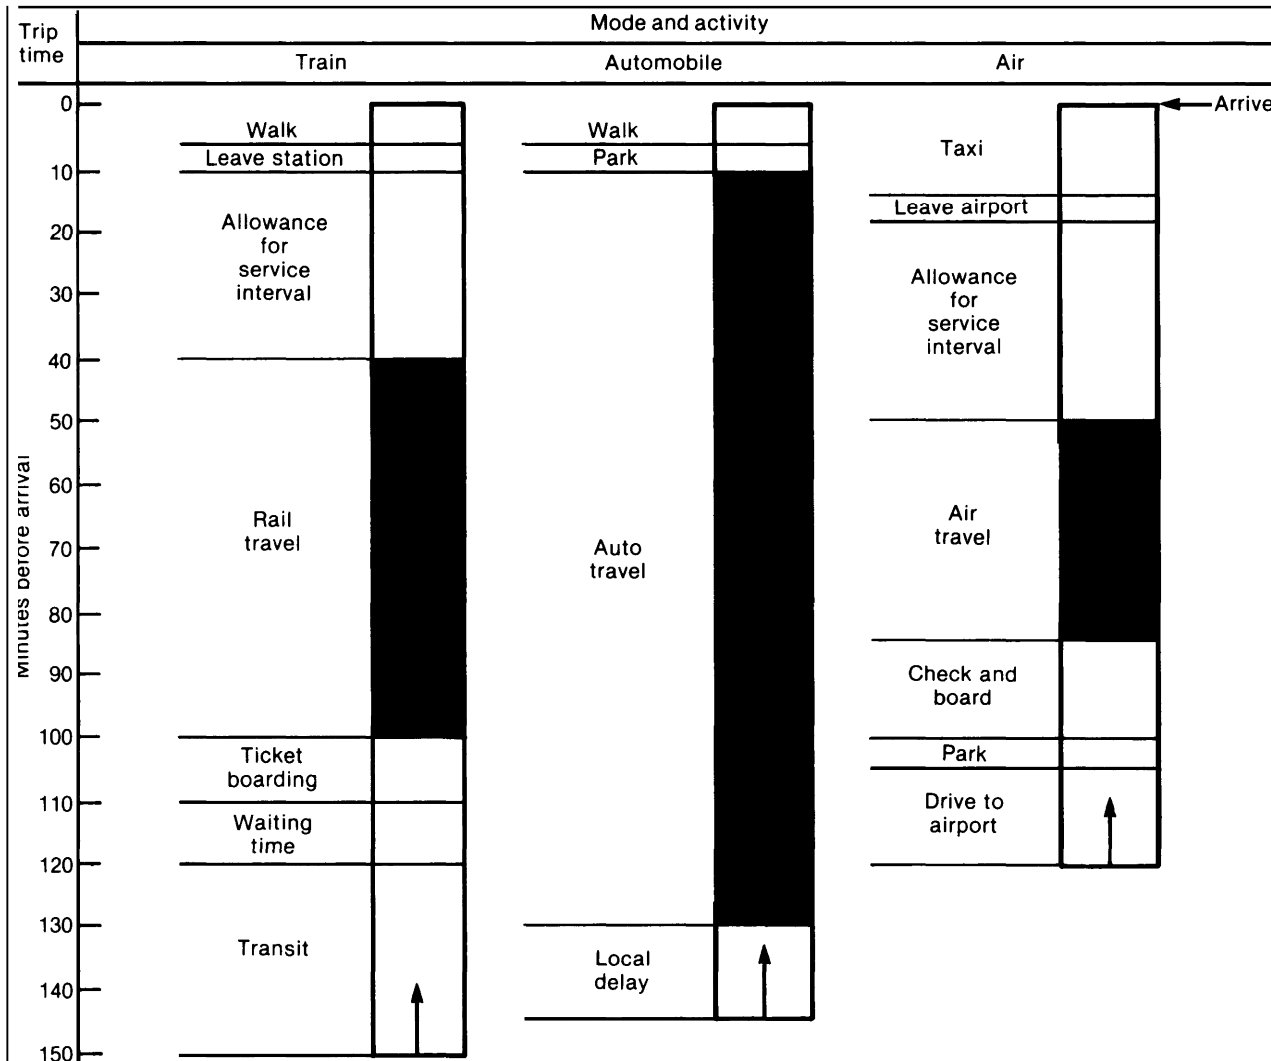 Trip
time
Mode and activity
Train
Automobile
Air
Minutes before arrival
0
10
20
30
40
50
60
70
80
90
100
110
120
130
140
150
Walk
Leave station
Allowance
for
service
interval
Rail
travel
Ticket
boarding
Waiting
time
Transit
Walk
Park
Auto
travel
Local
delay
Arrive
Taxi
Leave airport
Allowance
for
service
interval
Air
travel
Check and
board
Park
Drive to
airport